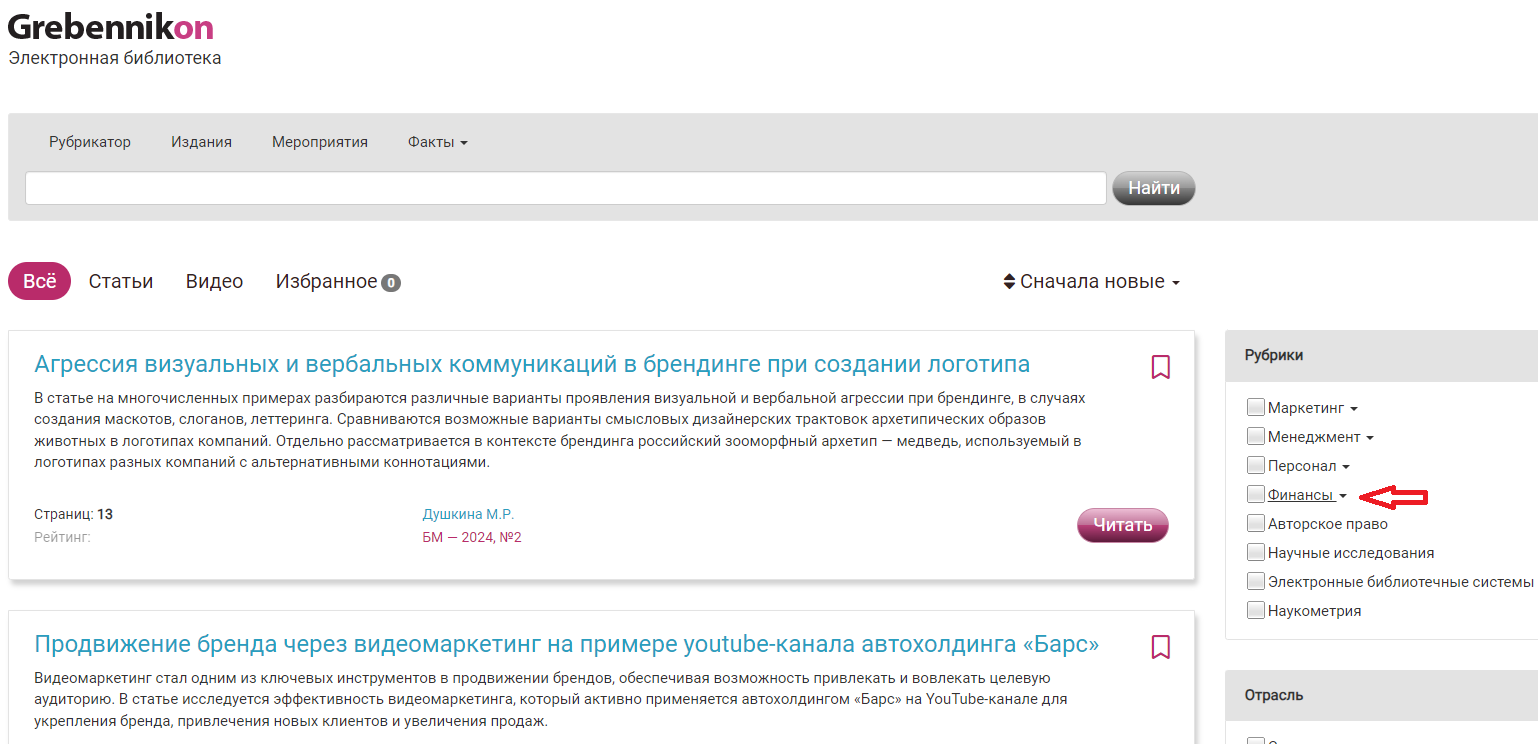 Grebennikon
Электронная библиотека
Рубрикатор Издания Мероприятия Факты
Найти
Всё Статьи Видео Избранное 0 Сначала новые
Агрессия визуальных и вербальных коммуникаций в брендинге при создании логотипа
В статье на многочисленных примерах разбираются различные варианты проявления визуальной и вербальной агрессии при брендинге, в случаях
создания маскотов, слоганов, леттеринга. Сравниваются возможные варианты смысловых дизайнерских трактовок архетипических образов
животных в логотипах компаний. Отдельно рассматривается в контексте брендинга российский зооморфный архетип — медведь, используемый в
логотипах разных компаний с альтернативными коннотациями.
Страниц: 13 Душкина М.Р.
Рейтинг: БМ — 2024, №2
Читать
Продвижение бренда через видеомаркетинг на примере youtube-канала автохолдинга «Барс»
Видеомаркетинг стал одним из ключевых инструментов в продвижении брендов, обеспечивая возможность привлекать и вовлекать целевую
аудиторию. В статье исследуется эффективность видеомаркетинга, который активно применяется автохолдингом «Барс» на YouTube-канале для
укрепления бренда, привлечения новых клиентов и увеличения продаж.
Рубрики
Маркетинг
Менеджмент
Персонал
Финансы
Авторское право
Научные исследования
Электронные библиотечные системы
Наукометрия
Отрасль